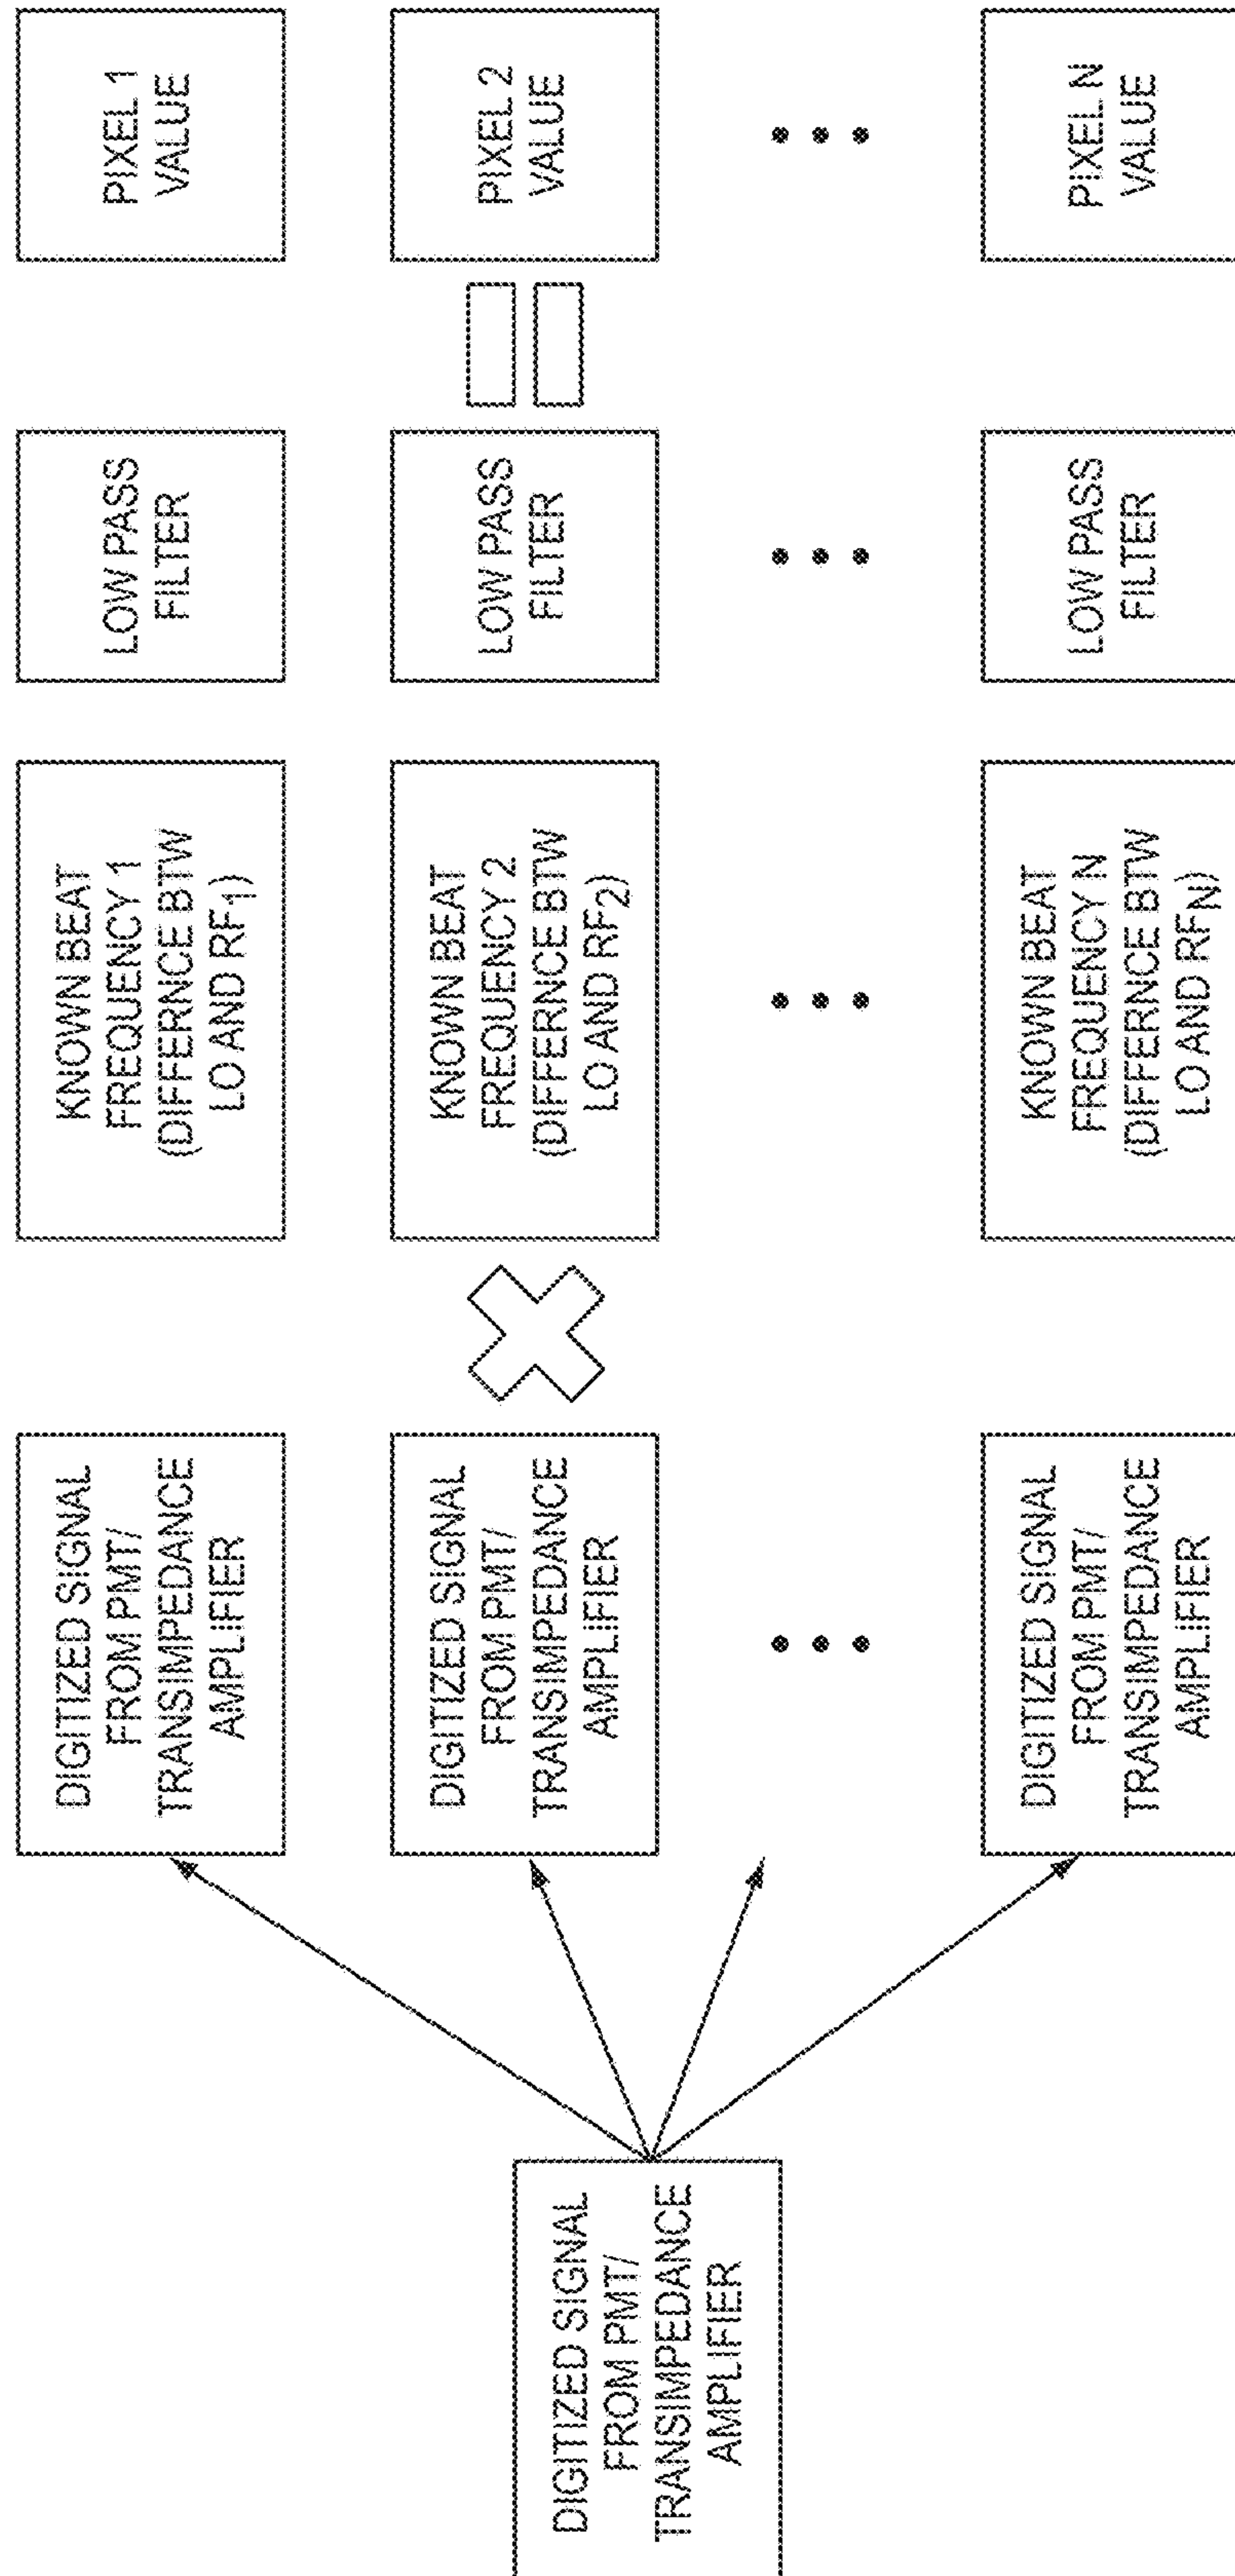 DIGITIZED SIGNAL
FROM PMT/
TRANSIMPEDANCE
AMPLIFIER
DIGITIZED SIGNAL
FROM PMT/
TRANSIMPEDANCE
AMPLIFIER
KNOWN BEAT
FREQUENCY 1
(DIFFERNCE BTW
LO AND RF₁)
LOW PASS
FILTER
PIXEL 1
VALUE
DIGITIZED SIGNAL
FROM PMT/
TRANSIMPEDANCE
AMPLIFIER
KNOWN BEAT
FREQUENCY 2
(DIFFERNCE BTW
LO AND RF₂)
LOW PASS
FILTER
PIXEL 2
VALUE
DIGITIZED SIGNAL
FROM PMT/
TRANSIMPEDANCE
AMPLIFIER
KNOWN BEAT
FREQUENCY N
(DIFFERNCE BTW
LO AND RF_N)
LOW PASS
FILTER
PIXEL N
VALUE